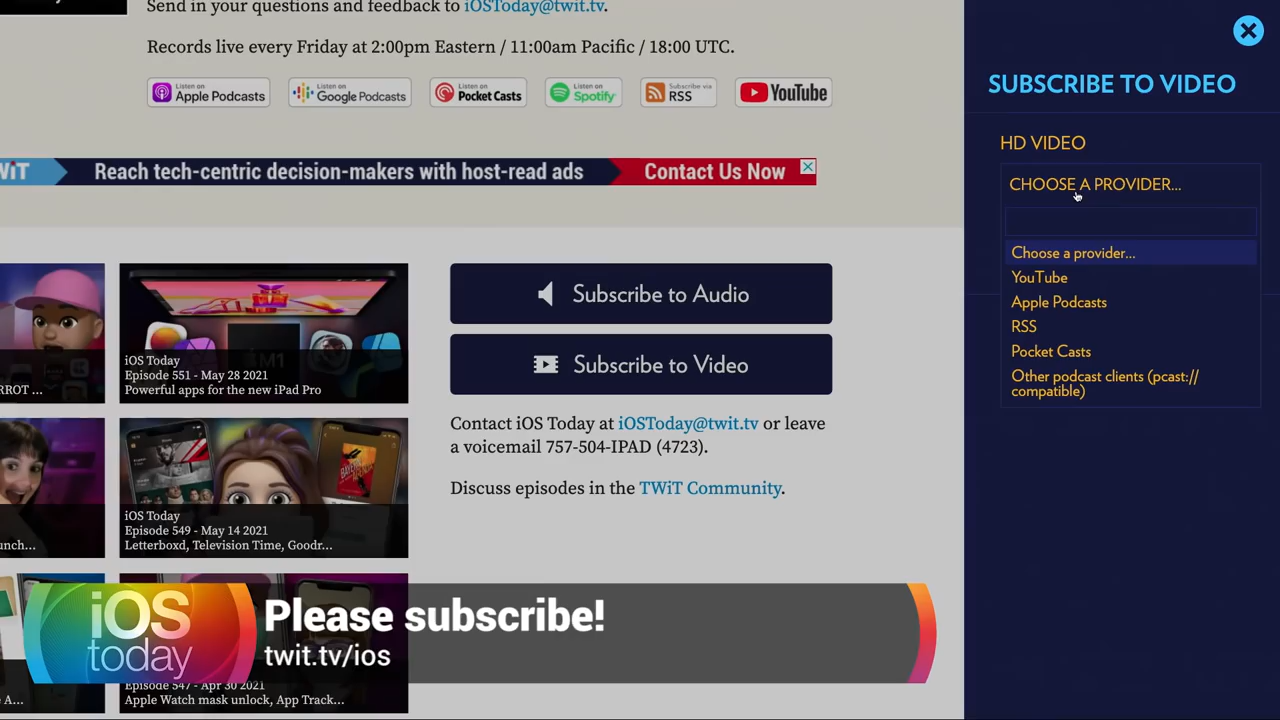 Send in your questions and feedback to iOSToday@twit.tv.
Records live every Friday at 2:00pm Eastern / 11:00am Pacific / 18:00 UTC.
Listen on Apple Podcasts
Listen on Google Podcasts
Listen on Pocket Casts
Listen on Spotify
Subscribe via RSS
YouTube
WiT
Reach tech-centric decision-makers with host-read ads
Contact Us Now
RROT ...
iOS Today
Episode 551 - May 28 2021
Powerful apps for the new iPad Pro
M1
Subscribe to Audio
Subscribe to Video
Contact iOS Today at iOSToday@twit.tv or leave
a voicemail 757-504-IPAD (4723).
Discuss episodes in the TWiT Community.
unch...
iOS Today
Episode 549 - May 14 2021
Letterboxd, Television Time, Goodr...
A...
Episode 547 - Apr 30 2021
Apple Watch mask unlock, App Track...
iOS
today
Please subscribe!
twit.tv/ios
SUBSCRIBE TO VIDEO
HD VIDEO
CHOOSE A PROVIDER...
Choose a provider...
YouTube
Apple Podcasts
RSS
Pocket Casts
Other podcast clients (pcast://
compatible)